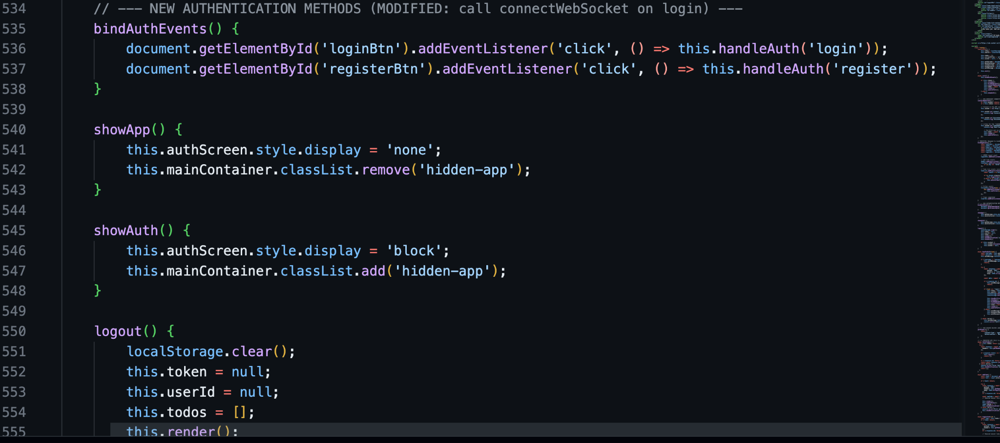 534 // --- NEW AUTHENTICATION METHODS (MODIFIED: call connectWebSocket on login) ---
535 bindAuthEvents() {
536 document.getElementById('loginBtn').addEventListener('click', () => this.handleAuth('login'));
537 document.getElementById('registerBtn').addEventListener('click', () => this.handleAuth('register'));
538 }
539
540 showApp() {
541 this.authScreen.style.display = 'none';
542 this.mainContainer.classList.remove('hidden-app');
543 }
544
545 showAuth() {
546 this.authScreen.style.display = 'block';
547 this.mainContainer.classList.add('hidden-app');
548 }
549
550 logout() {
551 localStorage.clear();
552 this.token = null;
553 this.userId = null;
554 this.todos = [];
555 this.render();